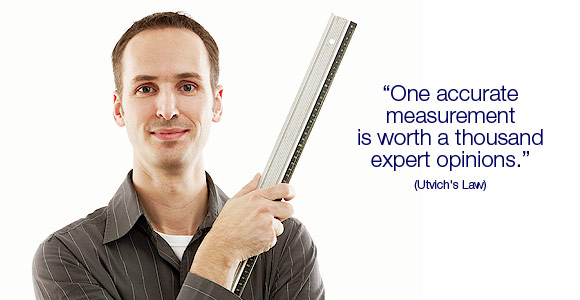 “One accurate
measurement
is worth a thousand
expert opinions.”
(Utvich's Law)